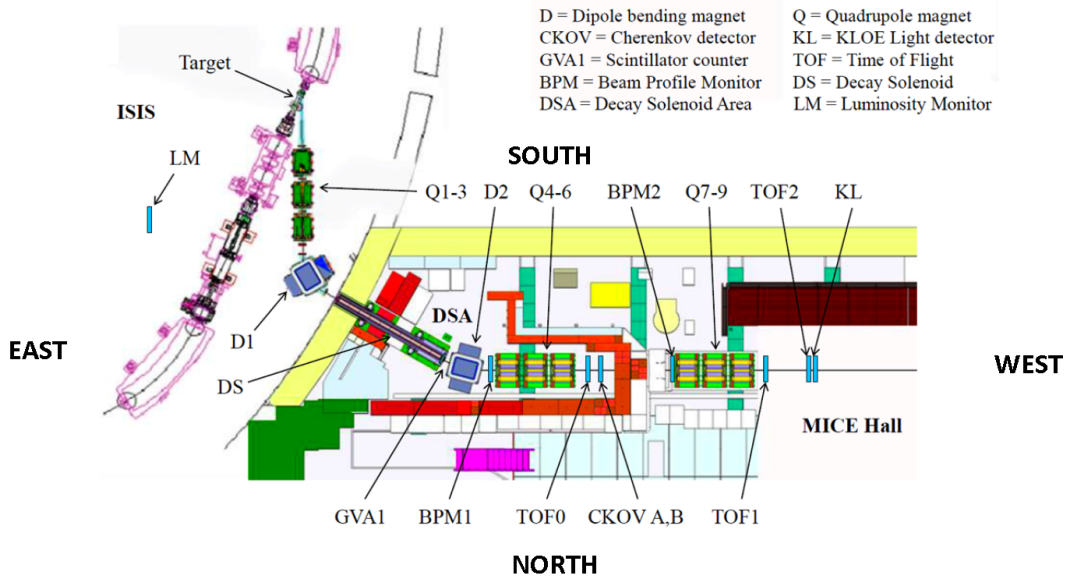 D = Dipole bending magnet Q = Quadrupole magnet
CKOV = Cherenkov detector KL = KLOE Light detector
GVA1 = Scintillator counter TOF = Time of Flight
BPM = Beam Profile Monitor DS = Decay Solenoid
DSA = Decay Solenoid Area LM = Luminosity Monitor
Target
ISIS
LM
SOUTH
Q1-3 D2 Q4-6 BPM2 Q7-9 TOF2 KL
DSA
D1
EAST
WEST
DS
MICE Hall
GVA1 BPM1 TOF0 CKOV A,B TOF1
NORTH